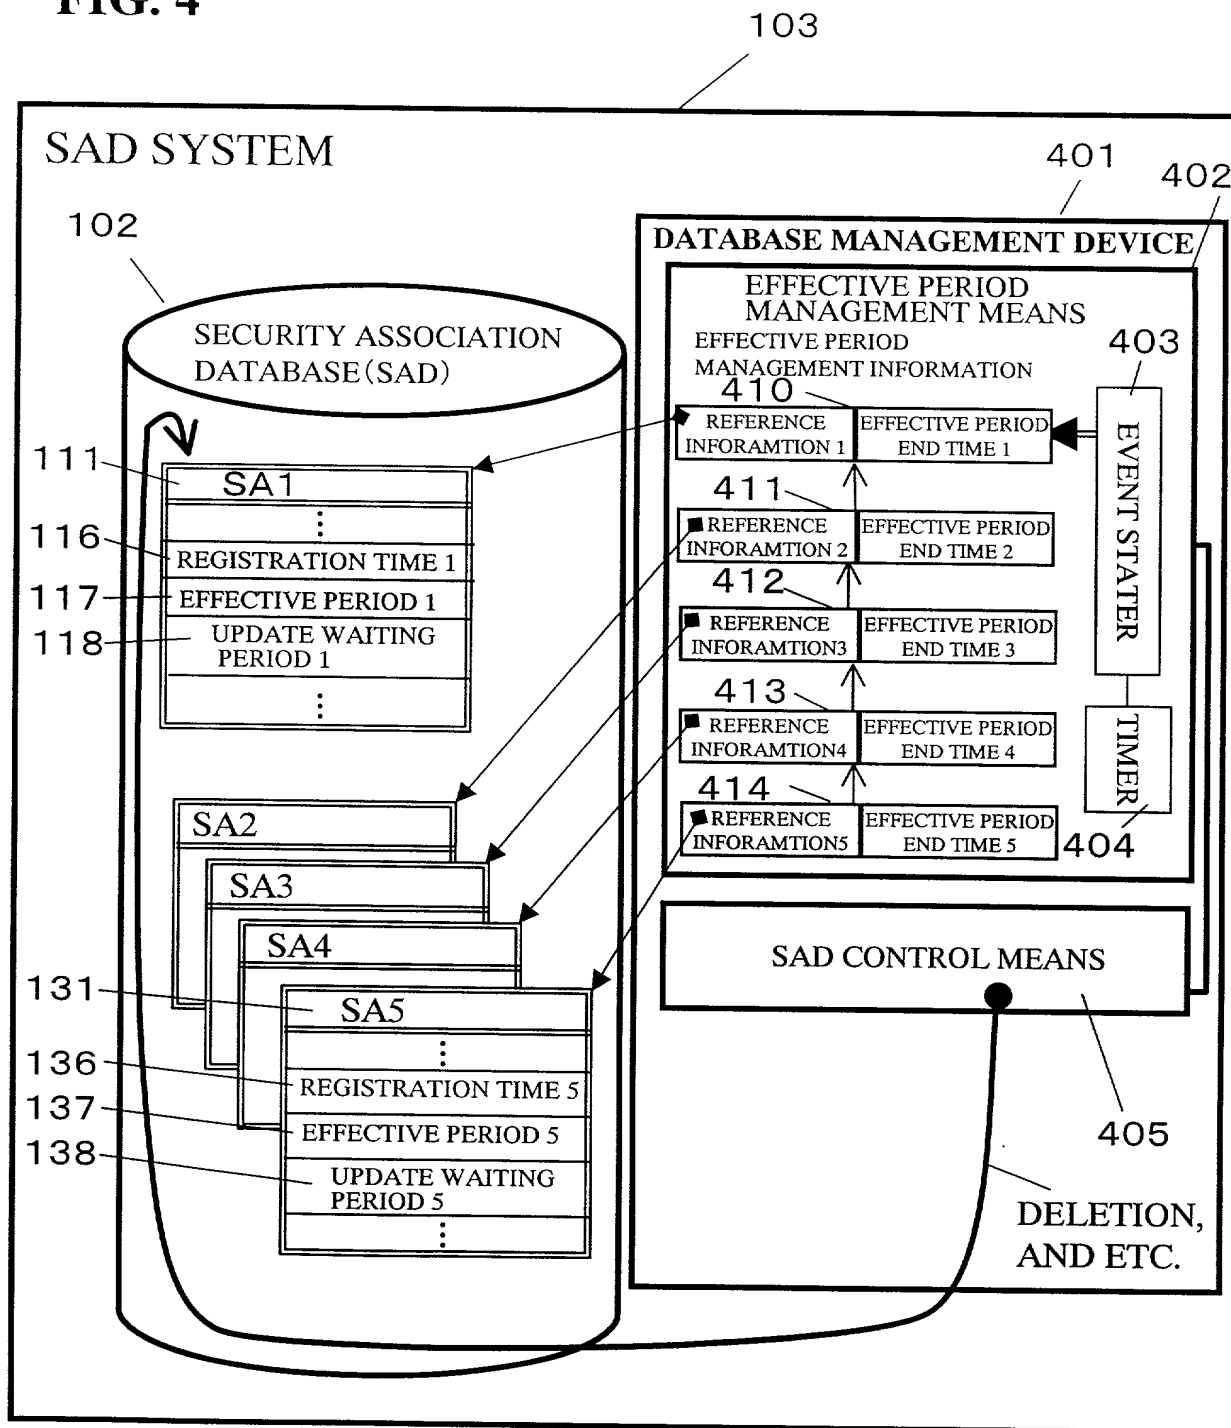 FIG. 4
103
SAD SYSTEM
401
402
102
DATABASE MANAGEMENT DEVICE
EFFECTIVE PERIOD
MANAGEMENT MEANS
EFFECTIVE PERIOD
MANAGEMENT INFORMATION
403
SECURITY ASSOCIATION
DATABASE(SAD)
410
REFERENCE
INFORAMTION 1
EFFECTIVE PERIOD
END TIME 1
EVENT STATER
111
SA1
⋮
116
REGISTRATION TIME 1
117
EFFECTIVE PERIOD 1
118
UPDATE WAITING
PERIOD 1
⋮
411
REFERENCE
INFORAMTION 2
EFFECTIVE PERIOD
END TIME 2
412
REFERENCE
INFORAMTION3
EFFECTIVE PERIOD
END TIME 3
413
REFERENCE
INFORAMTION4
EFFECTIVE PERIOD
END TIME 4
TIMER
414
REFERENCE
INFORAMTION5
EFFECTIVE PERIOD
END TIME 5
404
SA2
SA3
SA4
131
SA5
⋮
136
REGISTRATION TIME 5
137
EFFECTIVE PERIOD 5
138
UPDATE WAITING
PERIOD 5
⋮
SAD CONTROL MEANS
405
DELETION,
AND ETC.